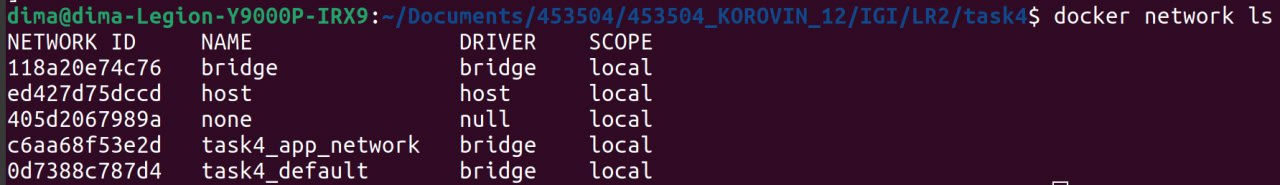 dima@dima-Legion-Y9000P-IRX9:~/Documents/453504/453504_KOROVIN_12/IGI/LR2/task4$ docker network ls
NETWORK ID     NAME                DRIVER    SCOPE
118a20e74c76   bridge              bridge    local
ed427d75dccd   host                host      local
405d2067989a   none                null      local
c6aa68f53e2d   task4_app_network   bridge    local
0d7388c787d4   task4_default       bridge    local